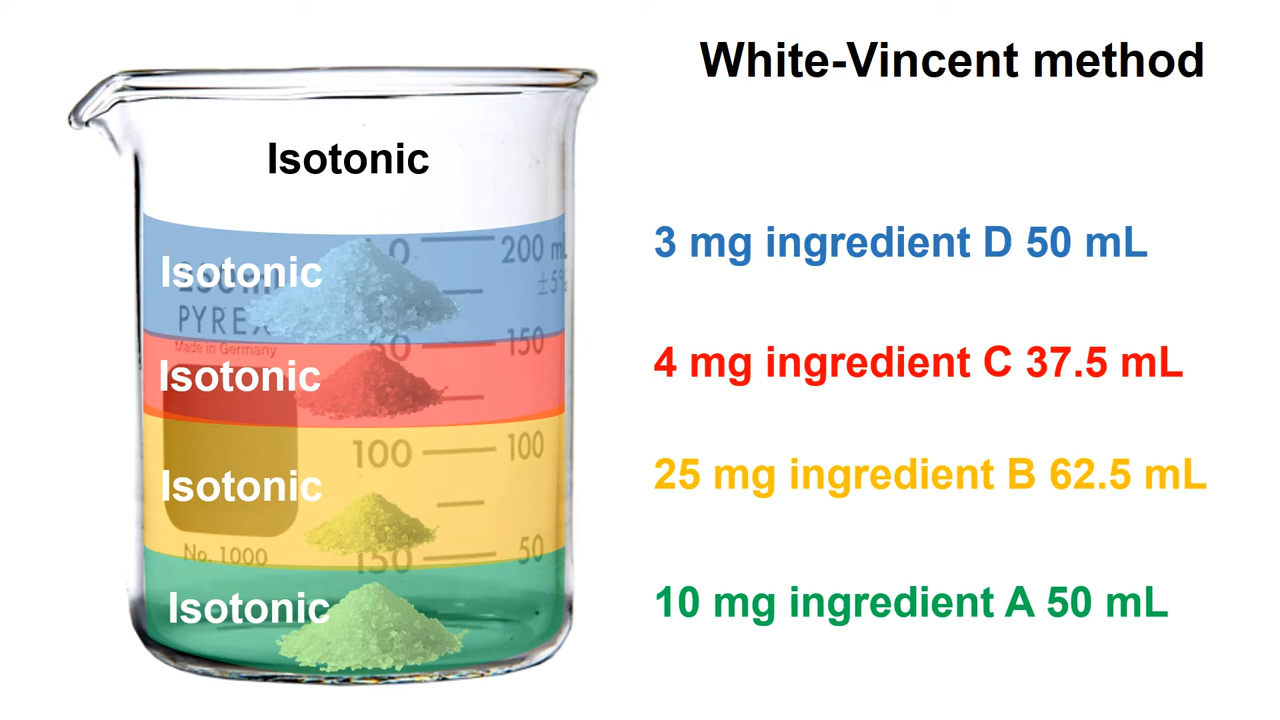 White-Vincent method
Isotonic
Isotonic
3 mg ingredient D 50 mL
200 m
±5%
PYREX
Made in Germany
150
Isotonic
4 mg ingredient C 37.5 mL
100
100
Isotonic
25 mg ingredient B 62.5 mL
No. 1000
150
50
Isotonic
10 mg ingredient A 50 mL